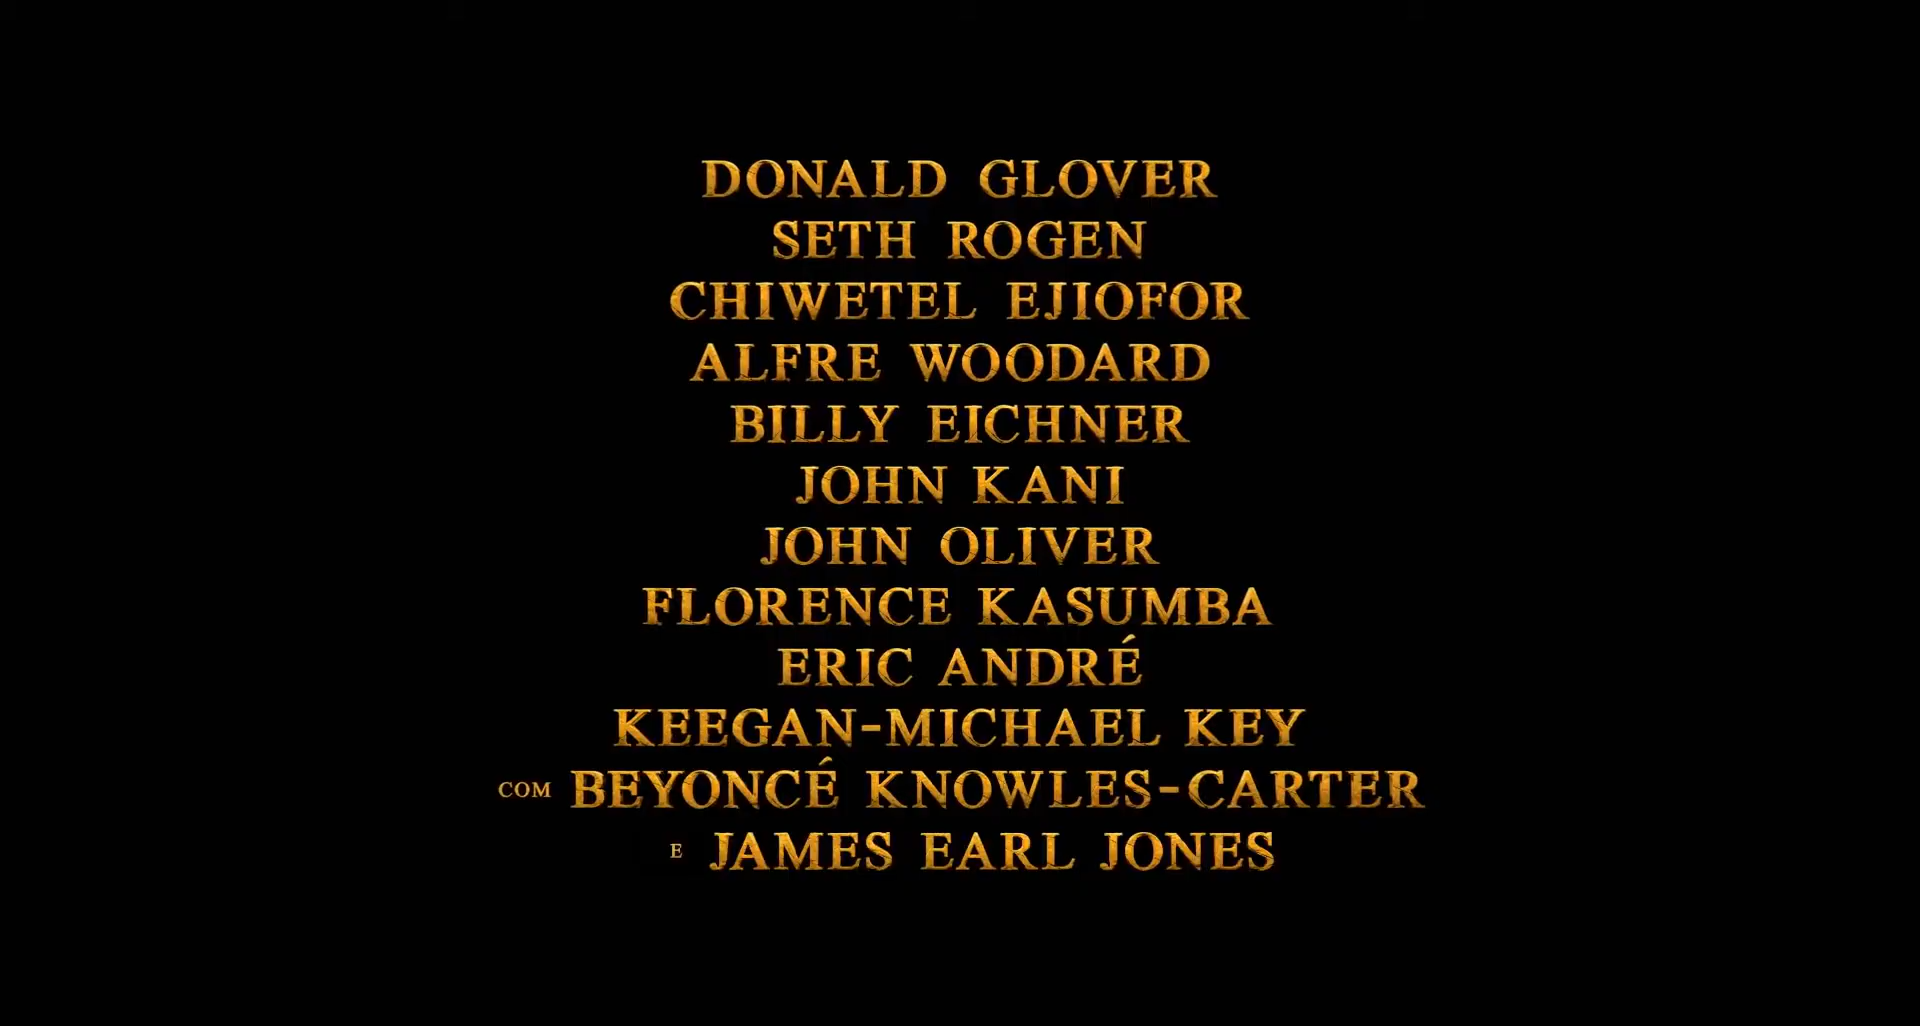 DONALD GLOVER
SETH ROGEN
CHIWETEL EJIOFOR
ALFRE WOODARD
BILLY EICHNER
JOHN KANI
JOHN OLIVER
FLORENCE KASUMBA
ERIC ANDRÉ
KEEGAN-MICHAEL KEY
COM BEYONCÉ KNOWLES-CARTER
E JAMES EARL JONES